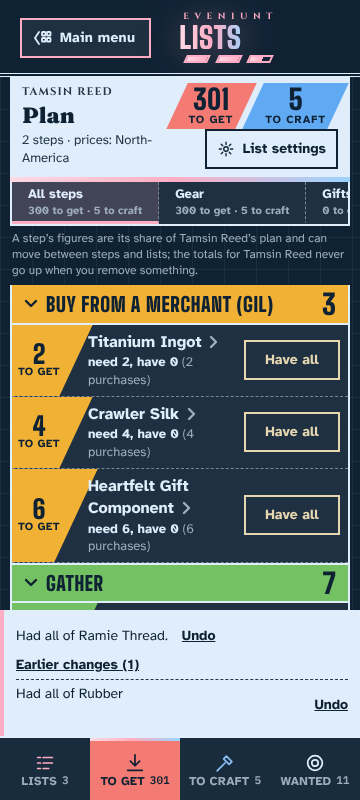 Main menu
EVENIUNT
LISTS
TAMSIN REED
Plan
2 steps · prices: North-
America
301
TO GET
5
TO CRAFT
List settings
All steps
300 to get · 5 to craft
Gear
300 to get · 5 to craft
Gifts
0 to
A step's figures are its share of Tamsin Reed's plan and can
move between steps and lists; the totals for Tamsin Reed never
go up when you remove something.
BUY FROM A MERCHANT (GIL)
3
2
TO GET
Titanium Ingot
need 2, have 0 (2
purchases)
Have all
4
TO GET
Crawler Silk
need 4, have 0 (4
purchases)
Have all
6
TO GET
Heartfelt Gift
Component
need 6, have 0 (6
purchases)
Have all
GATHER
7
Had all of Ramie Thread. Undo
Earlier changes (1)
Had all of Rubber
Undo
LISTS 3
TO GET 301
TO CRAFT 5
WANTED 11